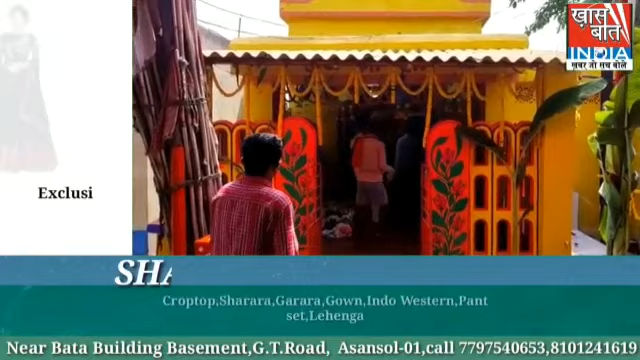 ख़ास
बात
INDIA
ख़बर जो सच बोले
Exclusi
SHA
Croptop,Sharara,Garara,Gown,Indo Western,Pant
set,Lehenga
Near Bata Building Basement,G.T.Road, Asansol-01,call 7797540653,8101241619